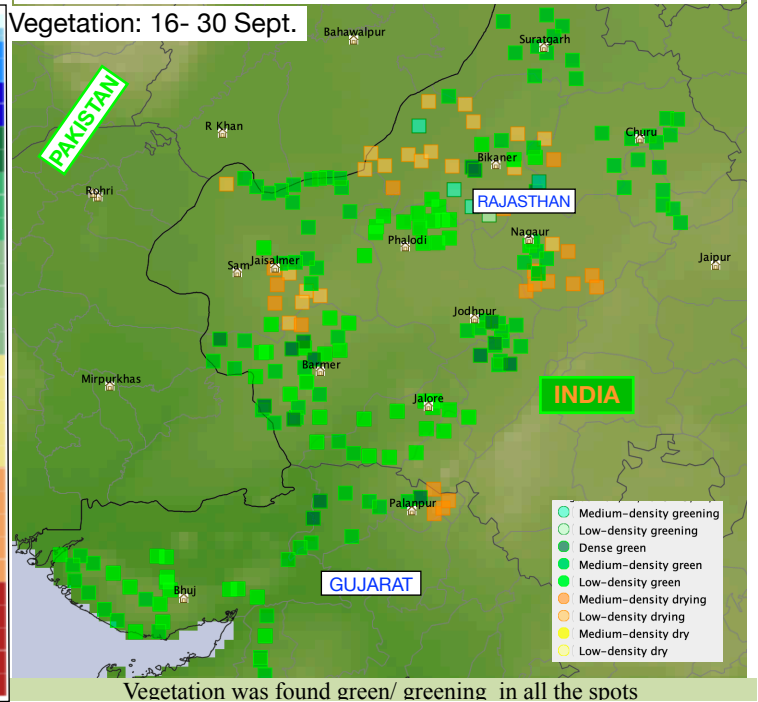 Vegetation: 16- 30 Sept.
Bahawalpur
Suratgarh
PAKISTAN
R Khan
Churu
Bikaner
Rohri
RAJASTHAN
Phalodi
Nagaur
Sam
Jaisalmer
Jaipur
Jodhpur
Barmer
Mirpurkhas
INDIA
Jalore
Palanpur
Medium-density greening
Low-density greening
Dense green
Medium-density green
Low-density green
Medium-density drying
Low-density drying
Medium-density dry
Low-density dry
GUJARAT
Bhuj
Vegetation was found green/ greening in all the spots